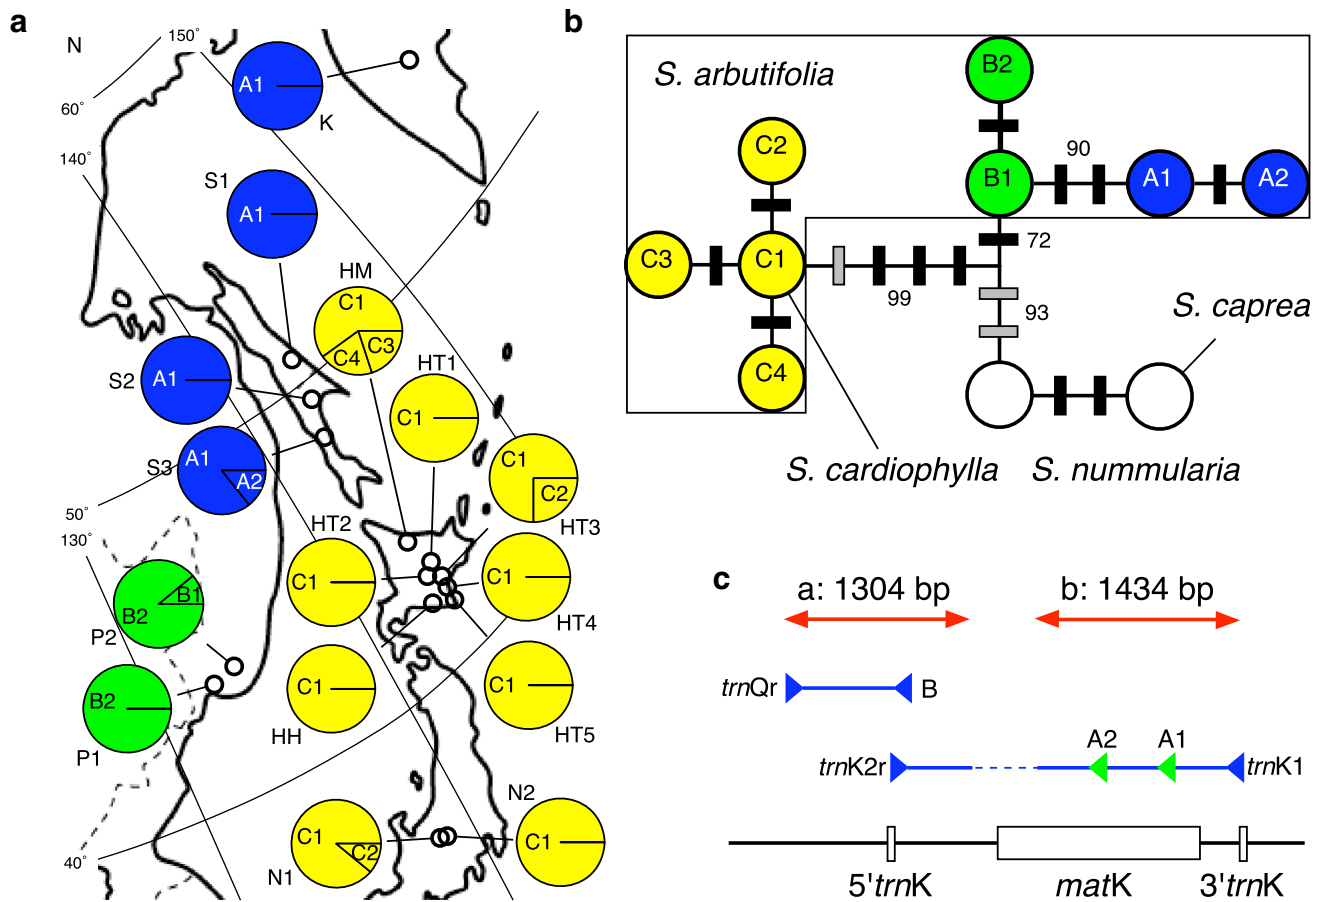 a
N
150°
60°
140°
A1
K
S1
A1
HM
C1
C4
C3
HT1
C1
S2
A1
S3
A1
A2
C1
C2
HT3
50°
130°
HT2
C1
C1
HT4
B1
B2
P2
B2
P1
C1
HH
C1
HT5
40°
C1
C2
N1
N2
C1
b
S. arbutifolia
B2
C2
90
B1
A1
A2
C3
C1
72
99
93
S. caprea
C4
S. cardiophylla
S. nummularia
c
a: 1304 bp
b: 1434 bp
trnQr
B
A2
A1
trnK2r
trnK1
5'trnK
matK
3'trnK